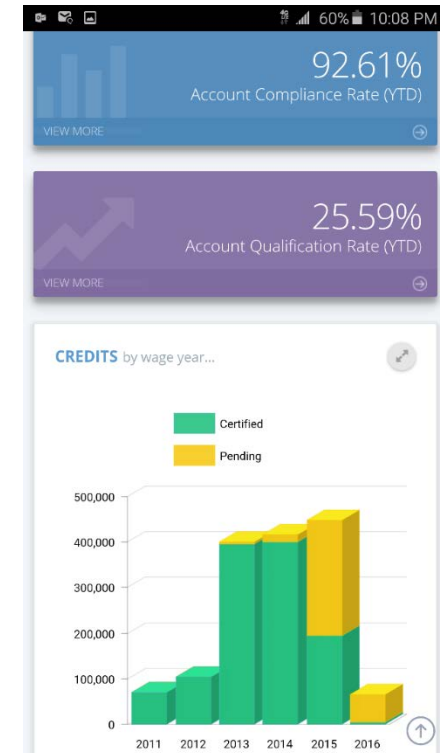 60% 10:08 PM
92.61%
Account Compliance Rate (YTD)
VIEW MORE
25.59%
Account Qualification Rate (YTD)
VIEW MORE
CREDITS by wage year...
Certified
Pending
500,000
400,000
300,000
200,000
100,000
0
2011 2012 2013 2014 2015 2016